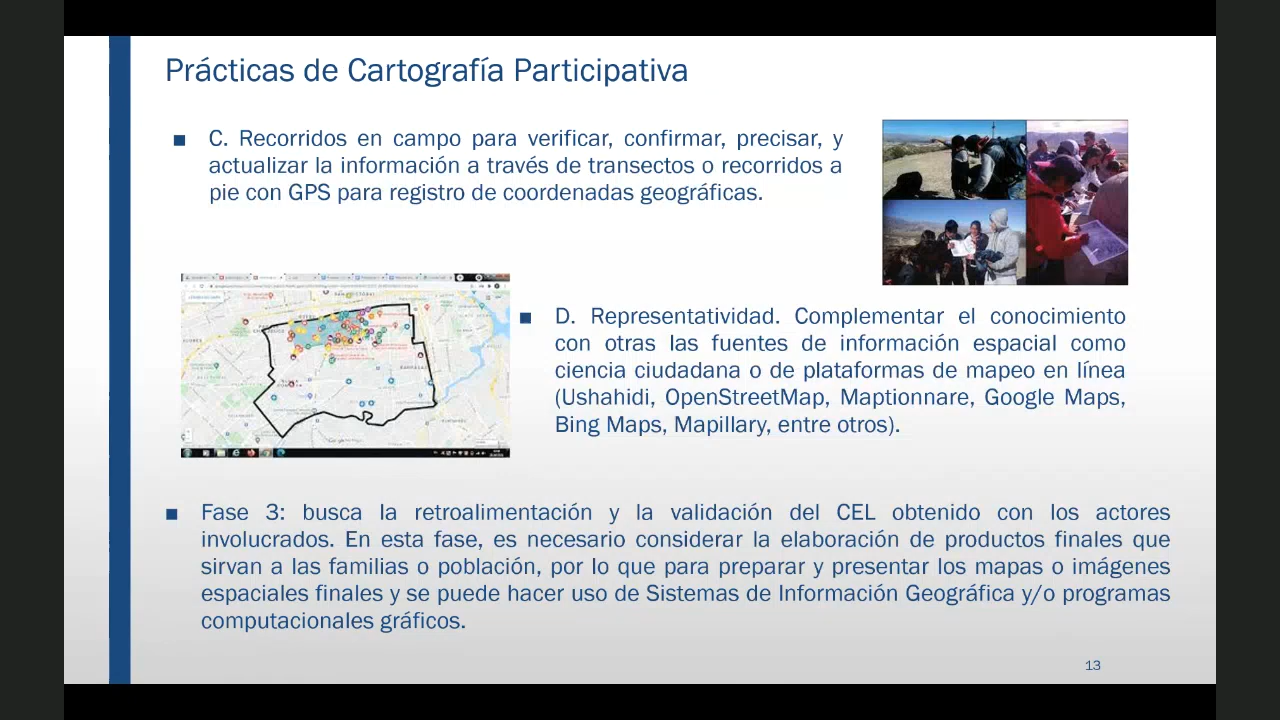 Prácticas de Cartografía Participativa
■ C. Recorridos en campo para verificar, confirmar, precisar, y
actualizar la información a través de transectos o recorridos a
pie con GPS para registro de coordenadas geográficas.
■ D. Representatividad. Complementar el conocimiento
con otras las fuentes de información espacial como
ciencia ciudadana o de plataformas de mapeo en línea
(Ushahidi, OpenStreetMap, Maptionnare, Google Maps,
Bing Maps, Mapillary, entre otros).
■ Fase 3: busca la retroalimentación y la validación del CEL obtenido con los actores
involucrados. En esta fase, es necesario considerar la elaboración de productos finales que
sirvan a las familias o población, por lo que para preparar y presentar los mapas o imágenes
espaciales finales y se puede hacer uso de Sistemas de Información Geográfica y/o programas
computacionales gráficos.
13